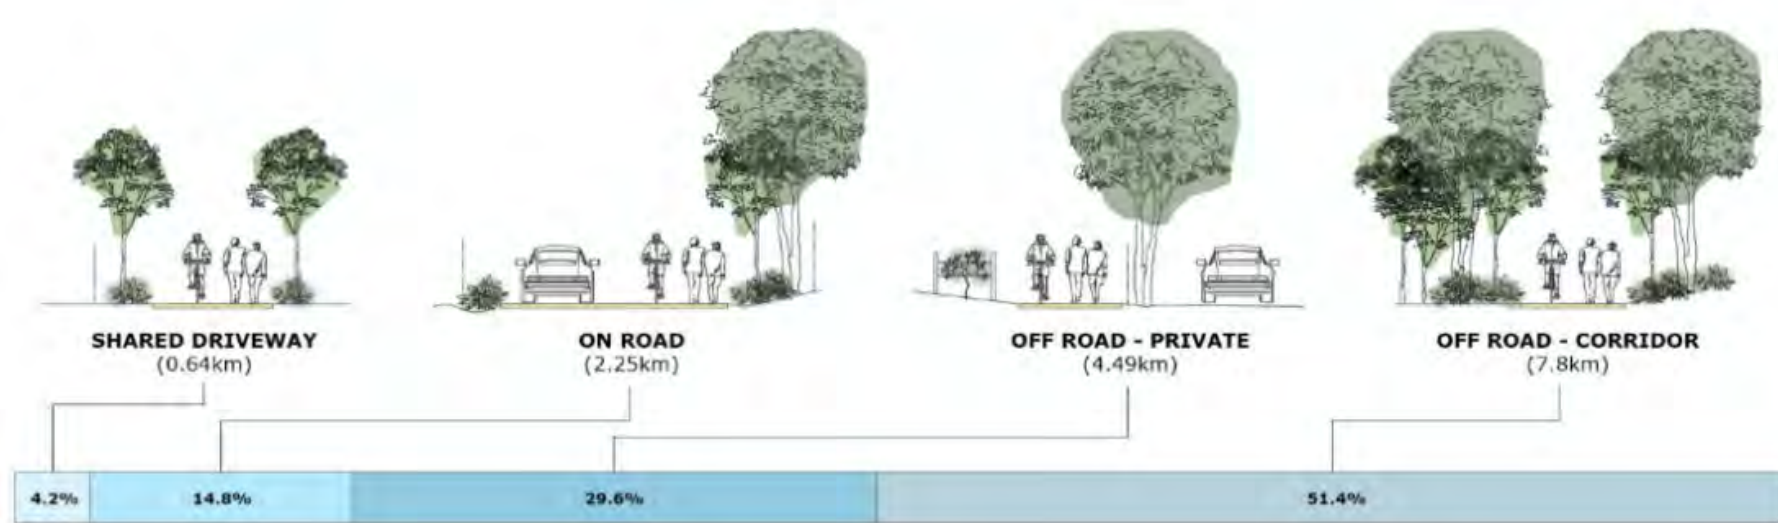 SHARED DRIVEWAY
(0.64km)
ON ROAD
(2.25km)
OFF ROAD - PRIVATE
(4.49km)
OFF ROAD - CORRIDOR
(7.8km)
4.2%
14.8%
29.6%
51.4%